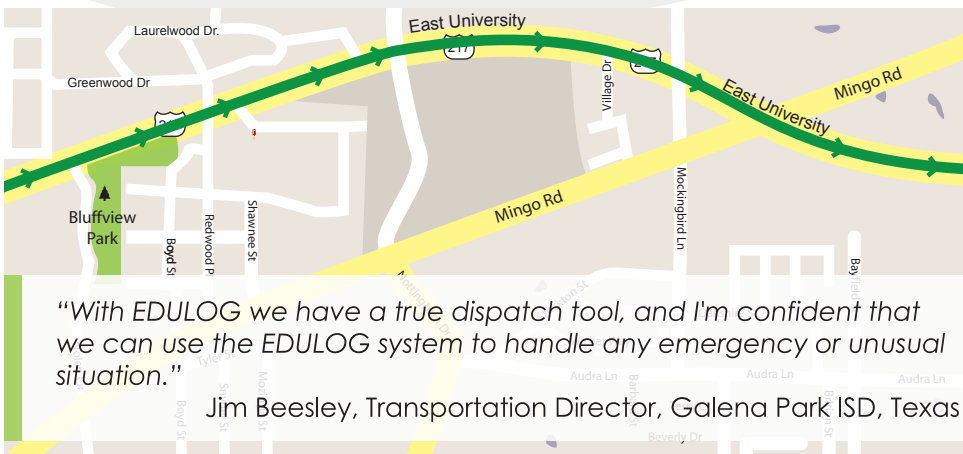 Laurelwood Dr.
East University
217
Greenwood Dr
Village Dr
East University
Mingo Rd
Mingo Rd
Bluffview
Park
Boyd St
Redwood P
Shawnee St
Mockingbird Ln
Bayfield
“With EDULOG we have a true dispatch tool, and I'm confident that
we can use the EDULOG system to handle any emergency or unusual
situation.”
Jim Beesley, Transportation Director, Galena Park ISD, Texas
Audra Ln
Audra Ln
Audra Ln
Boyd St
Beverly Dr